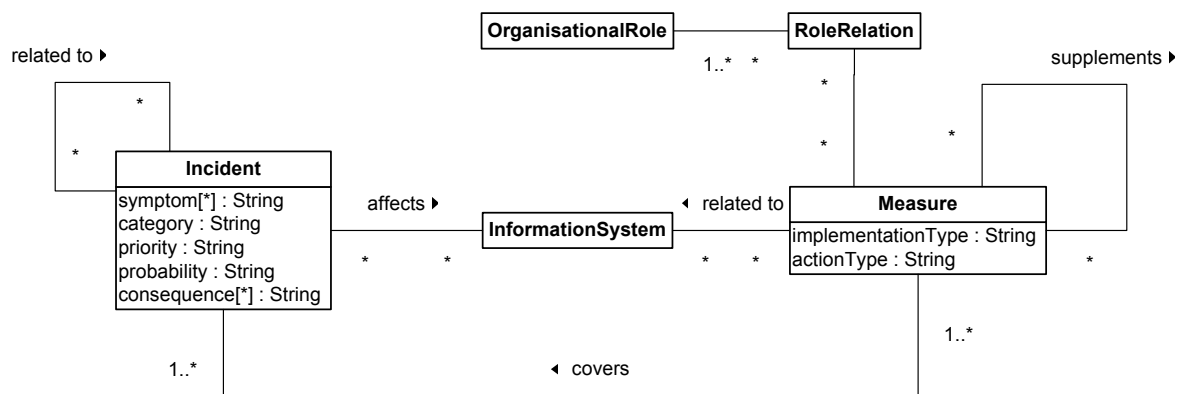 OrganisationalRole
RoleRelation
related to ▸
supplements ▸
1..*
*
*
*
*
*
*
Incident
symptom[*] : String
category : String
priority : String
probability : String
consequence[*] : String
affects ▸
InformationSystem
◂ related to
Measure
implementationType : String
actionType : String
*
*
*
*
*
1..*
◂ covers
1..*